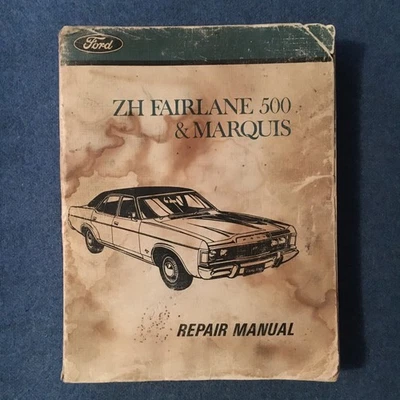 Ford
ZH FAIRLANE 500
& MARQUIS
REPAIR MANUAL